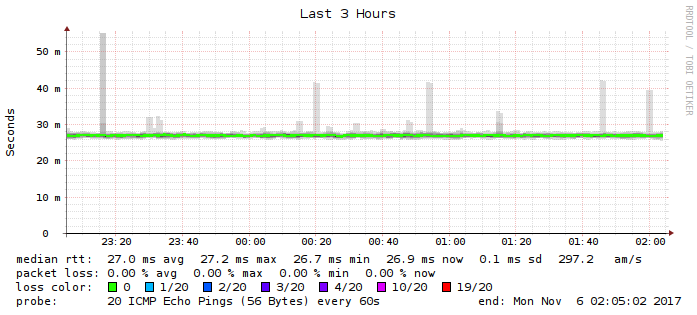 Last 3 Hours
RRDTOOL / TOBI OETIKER
Seconds
50 m
40 m
30 m
20 m
10 m
0
23:20 23:40 00:00 00:20 00:40 01:00 01:20 01:40 02:00
median rtt: 27.0 ms avg 27.2 ms max 26.7 ms min 26.9 ms now 0.1 ms sd 297.2 am/s
packet loss: 0.00 % avg 0.00 % max 0.00 % min 0.00 % now
loss color: 0 1/20 2/20 3/20 4/20 10/20 19/20
probe: 20 ICMP Echo Pings (56 Bytes) every 60s end: Mon Nov 6 02:05:02 2017